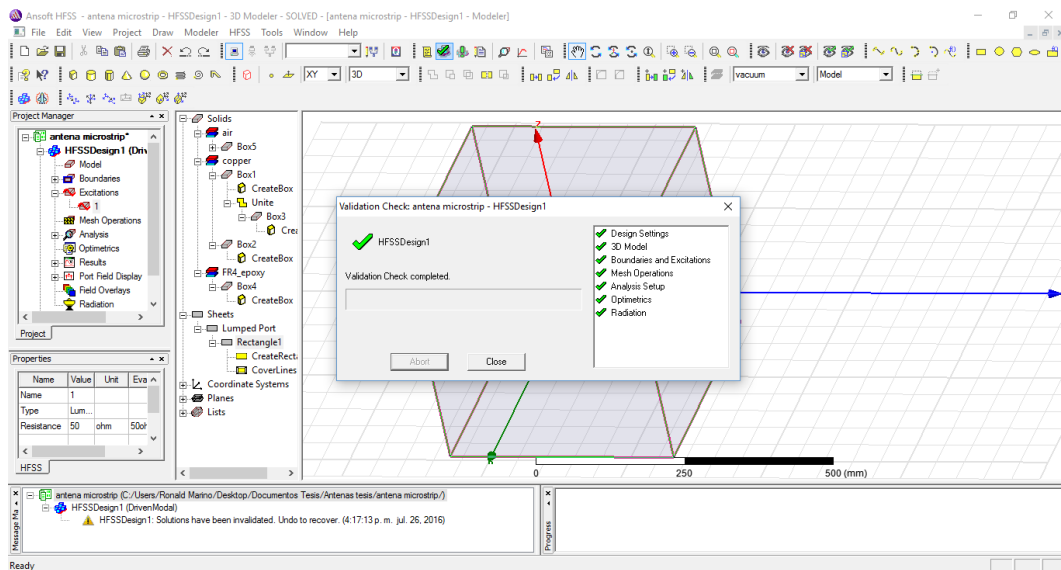 Ansoft HFSS - antena microstrip - HFSSDesign1 - 3D Modeler - SOLVED - [antena microstrip - HFSSDesign1 - Modeler]
File Edit View Project Draw Modeler HFSS Tools Window Help
XY 3D vacuum Model
Project Manager
antena microstrip*
HFSSDesign1 (Driv
Model
Boundaries
Excitations
1
Mesh Operations
Analysis
Optimetrics
Results
Port Field Display
Field Overlays
Radiation
Project
Properties
Name Value Unit Eva
Name 1
Type Lum...
Resistance 50 ohm 50oh
HFSS
Solids
air
Box5
copper
Box1
CreateBox
Unite
Box3
Crea
Box2
CreateBox
FR4_epoxy
Box4
CreateBox
Sheets
Lumped Port
Rectangle1
CreateRect
CoverLines
Coordinate Systems
Planes
Lists
Z
Validation Check: antena microstrip - HFSSDesign1
HFSSDesign1
Validation Check completed.
Abort Close
Design Settings
3D Model
Boundaries and Excitations
Mesh Operations
Analysis Setup
Optimetrics
Radiation
0 250 500 (mm)
Message Ma
antena microstrip (C:/Users/Ronald Marino/Desktop/Documentos Tesis/Antenas tesis/antena microstrip/)
HFSSDesign1 (DrivenModal)
HFSSDesign1: Solutions have been invalidated. Undo to recover. (4:17:13 p. m. jul. 26, 2016)
Progress
Ready